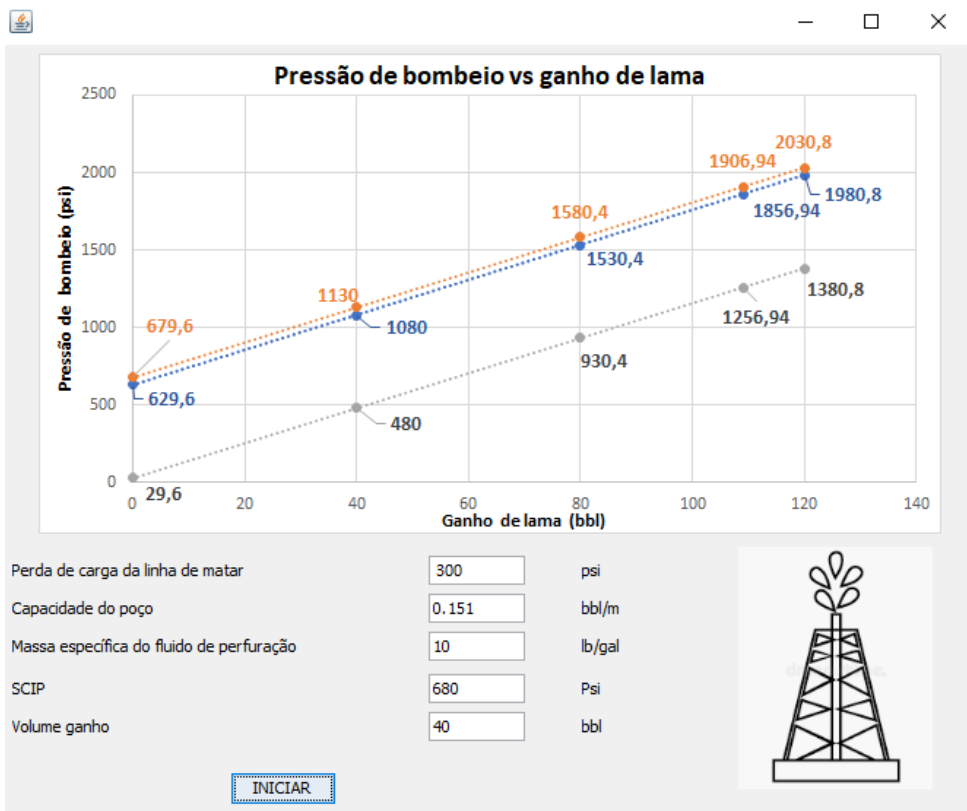 Pressão de bombeio vs ganho de lama
Pressão de bombeio (psi)
2500
2000
1500
1000
500
0
679,6
629,6
29,6
1130
1080
480
1580,4
1530,4
930,4
1906,94
1856,94
1256,94
2030,8
1980,8
1380,8
0 20 40 60 80 100 120 140
Ganho de lama (bbl)
Perda de carga da linha de matar 300 psi
Capacidade do poço 0.151 bbl/m
Massa específica do fluido de perfuração 10 lb/gal
SCIP 680 Psi
Volume ganho 40 bbl
INICIAR